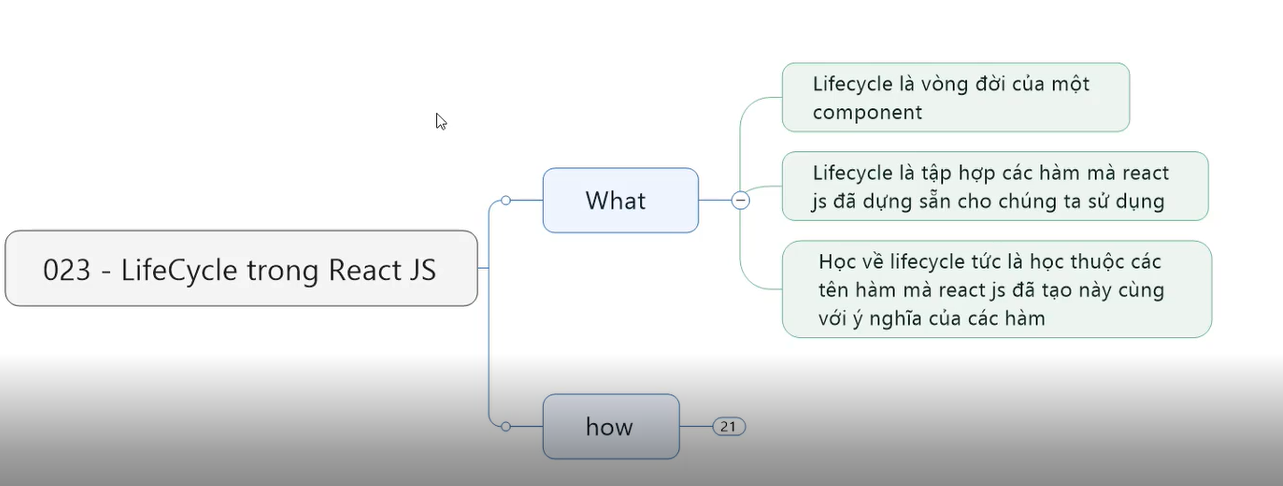 Lifecycle là vòng đời của một
component
What
Lifecycle là tập hợp các hàm mà react
js đã dựng sẵn cho chúng ta sử dụng
023 - LifeCycle trong React JS
Học về lifecycle tức là học thuộc các
tên hàm mà react js đã tạo này cùng
với ý nghĩa của các hàm
how
21